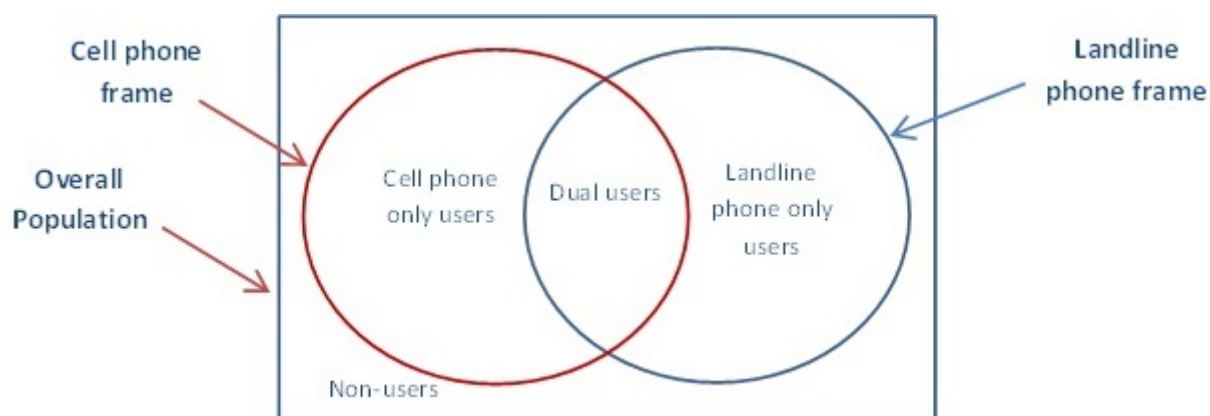 Cell phone
frame
Overall
Population
Cell phone
only users
Dual users
Landline
phone only
users
Non-users
Landline
phone frame